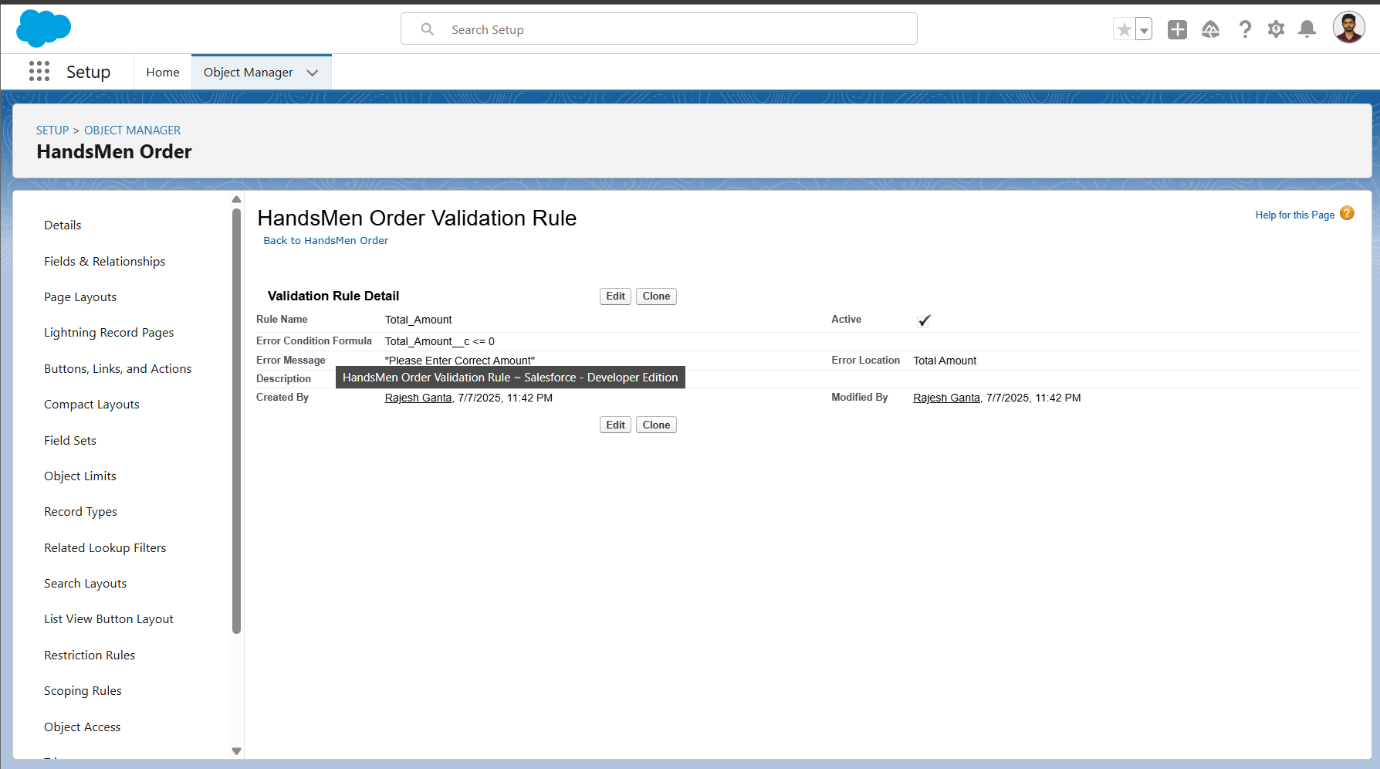 Search Setup
Setup
Home
Object Manager
SETUP > OBJECT MANAGER
HandsMen Order
Details
Fields & Relationships
Page Layouts
Lightning Record Pages
Buttons, Links, and Actions
Compact Layouts
Field Sets
Object Limits
Record Types
Related Lookup Filters
Search Layouts
List View Button Layout
Restriction Rules
Scoping Rules
Object Access
HandsMen Order Validation Rule
Back to HandsMen Order
Help for this Page ?
Validation Rule Detail
Edit Clone
Rule Name Total_Amount Active
Error Condition Formula Total_Amount__c <= 0
Error Message "Please Enter Correct Amount" Error Location Total Amount
HandsMen Order Validation Rule ~ Salesforce - Developer Edition
Description
Created By Rajesh Ganta, 7/7/2025, 11:42 PM Modified By Rajesh Ganta, 7/7/2025, 11:42 PM
Edit Clone